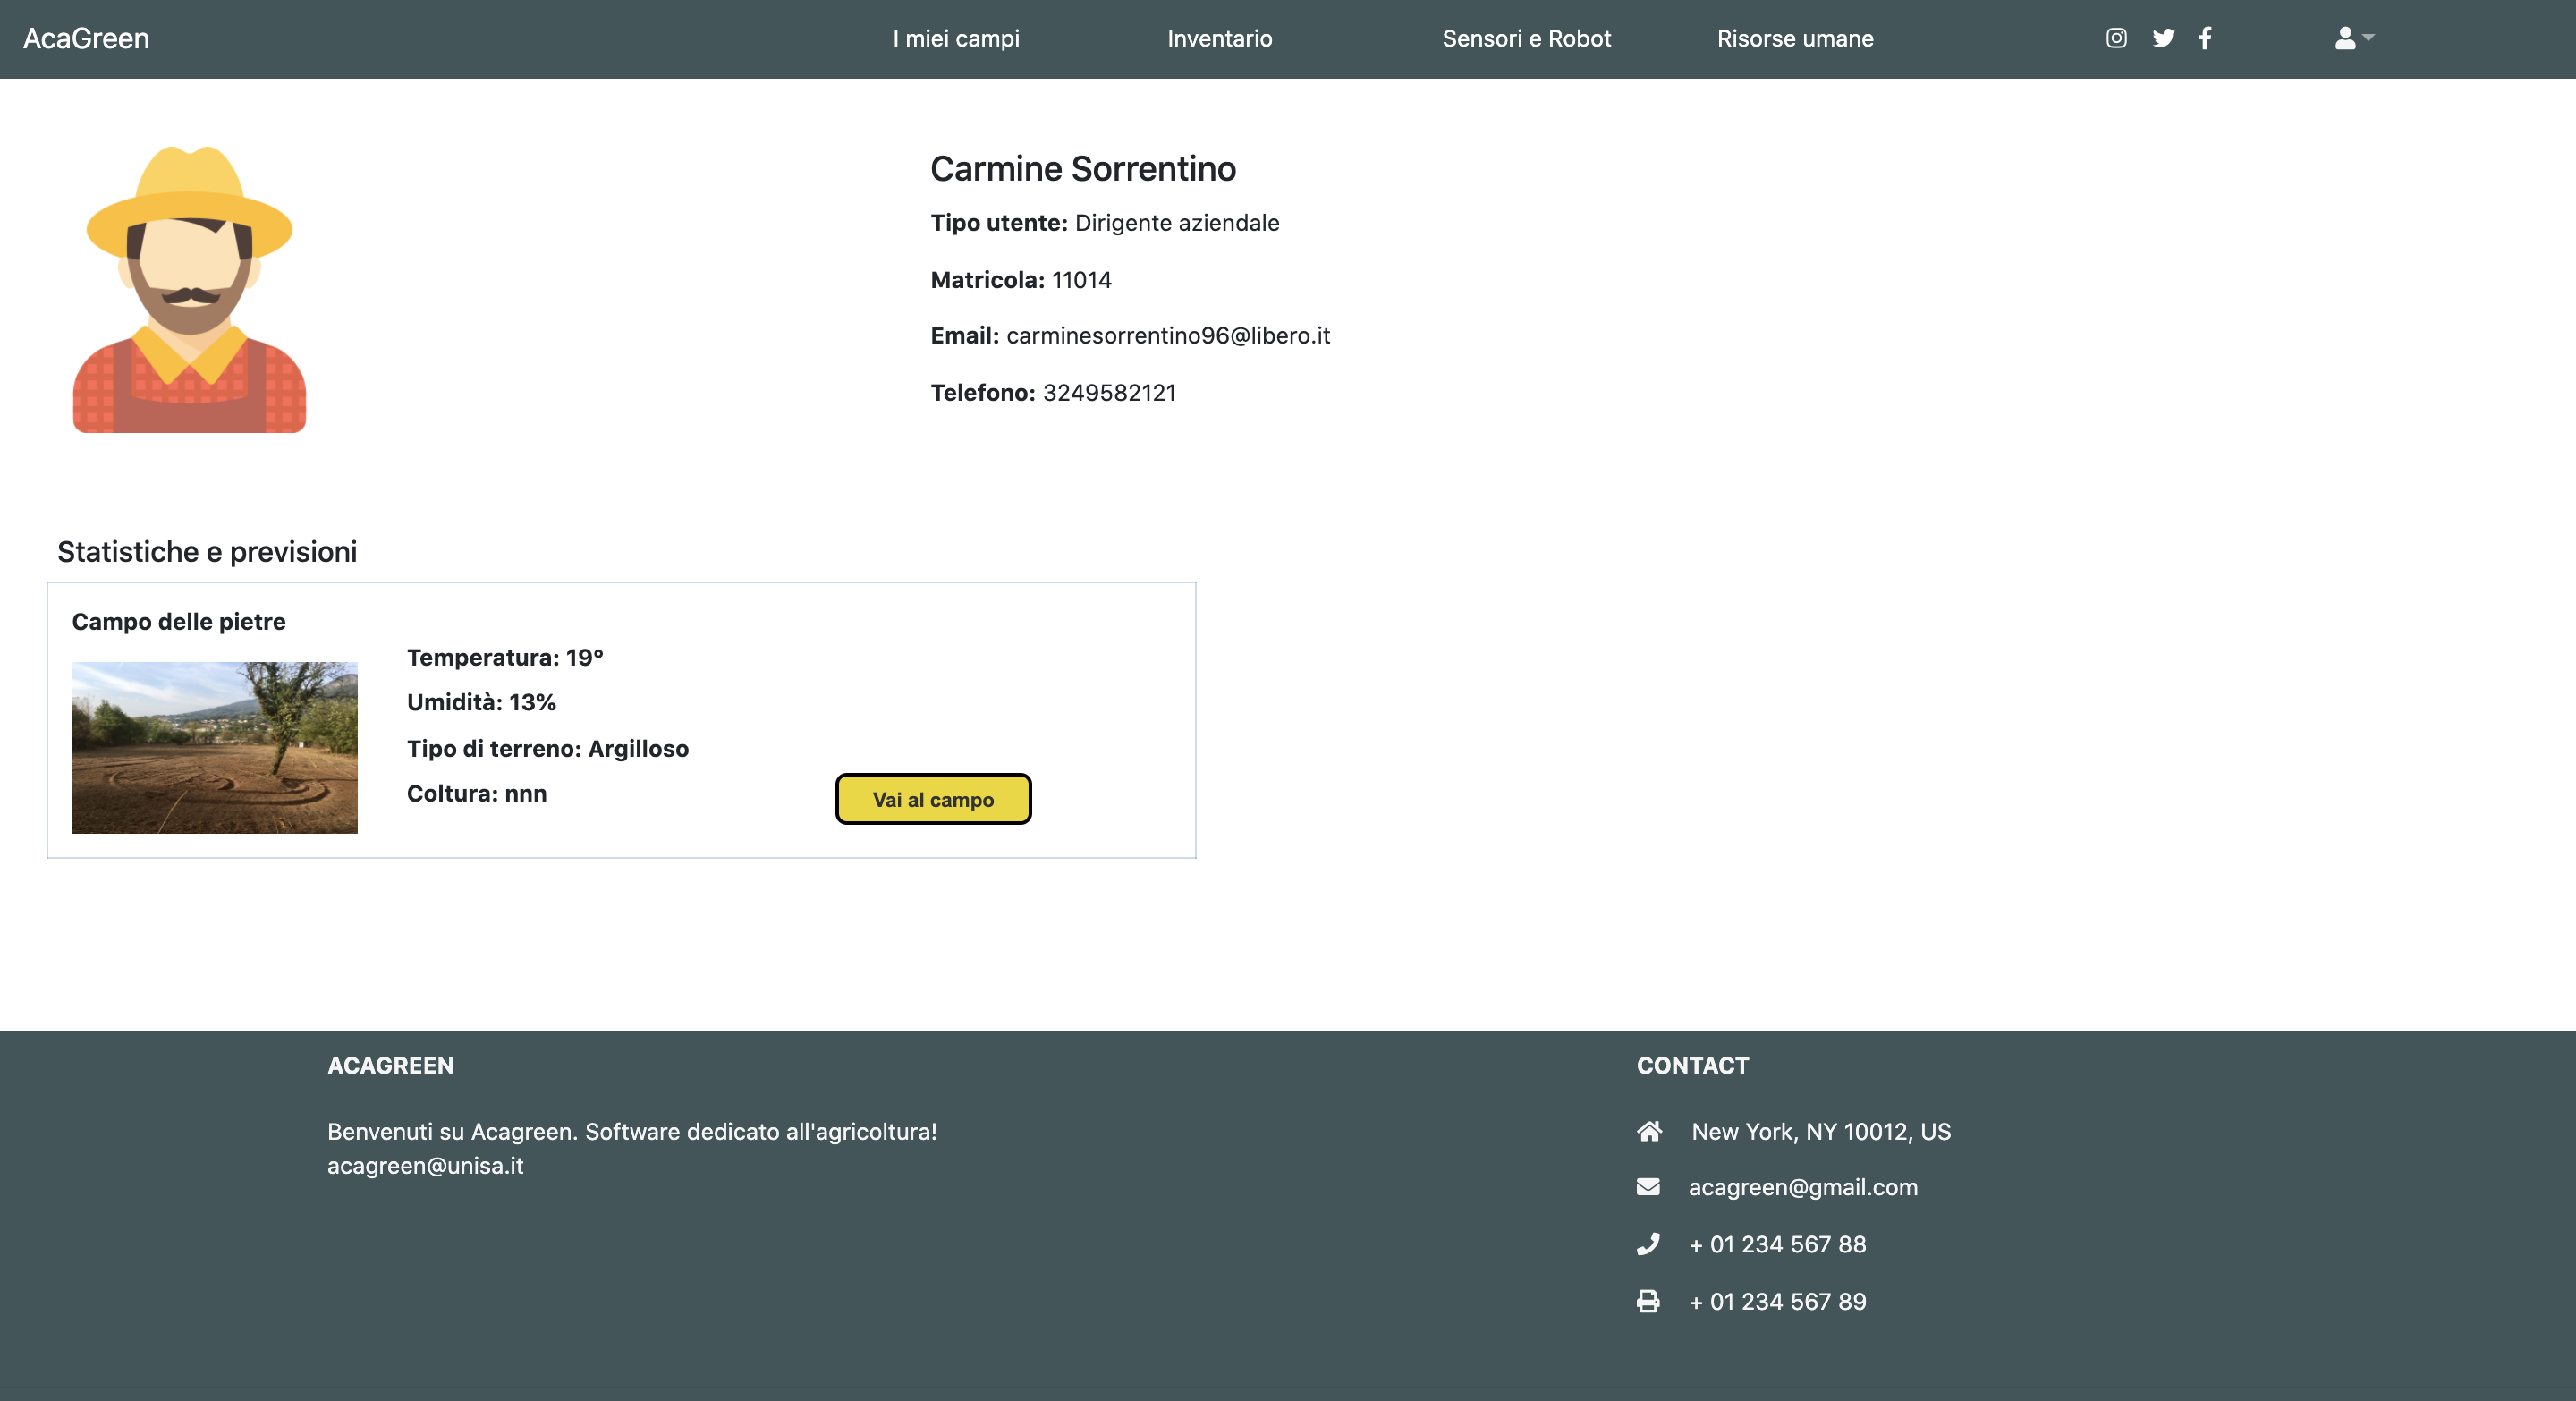 AcaGreen
I miei campi
Inventario
Sensori e Robot
Risorse umane
Carmine Sorrentino
Tipo utente: Dirigente aziendale
Matricola: 11014
Email: carminesorrentino96@libero.it
Telefono: 3249582121
Statistiche e previsioni
Campo delle pietre
Temperatura: 19°
Umidità: 13%
Tipo di terreno: Argilloso
Coltura: nnn
Vai al campo
ACAGREEN
Benvenuti su Acagreen. Software dedicato all'agricoltura!
acagreen@unisa.it
CONTACT
New York, NY 10012, US
acagreen@gmail.com
+ 01 234 567 88
+ 01 234 567 89